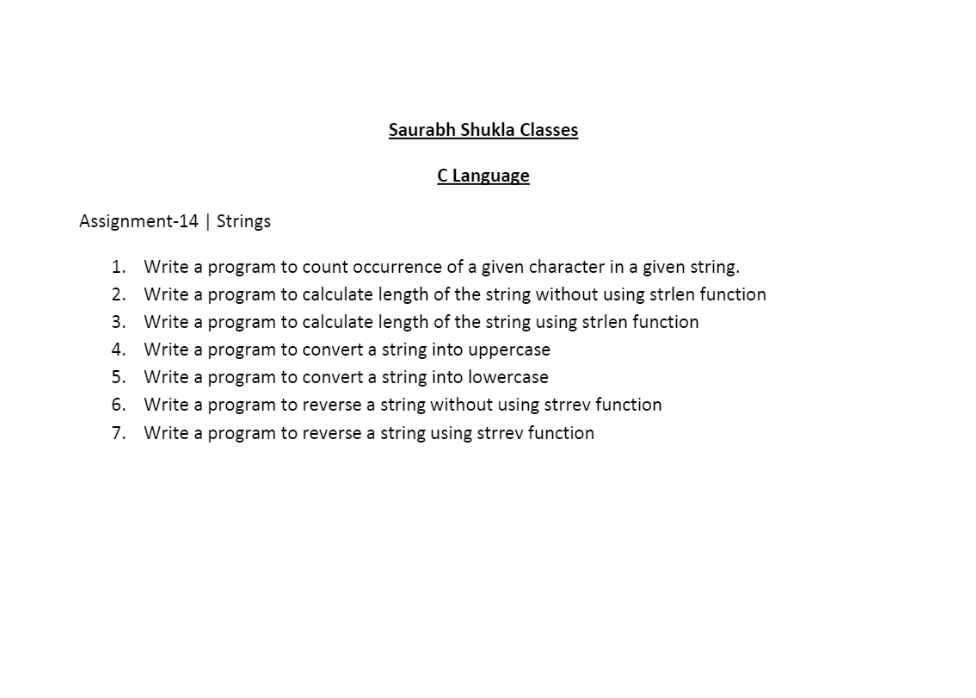 Saurabh Shukla Classes
C Language
Assignment-14 | Strings
1. Write a program to count occurrence of a given character in a given string.
2. Write a program to calculate length of the string without using strlen function
3. Write a program to calculate length of the string using strlen function
4. Write a program to convert a string into uppercase
5. Write a program to convert a string into lowercase
6. Write a program to reverse a string without using strrev function
7. Write a program to reverse a string using strrev function